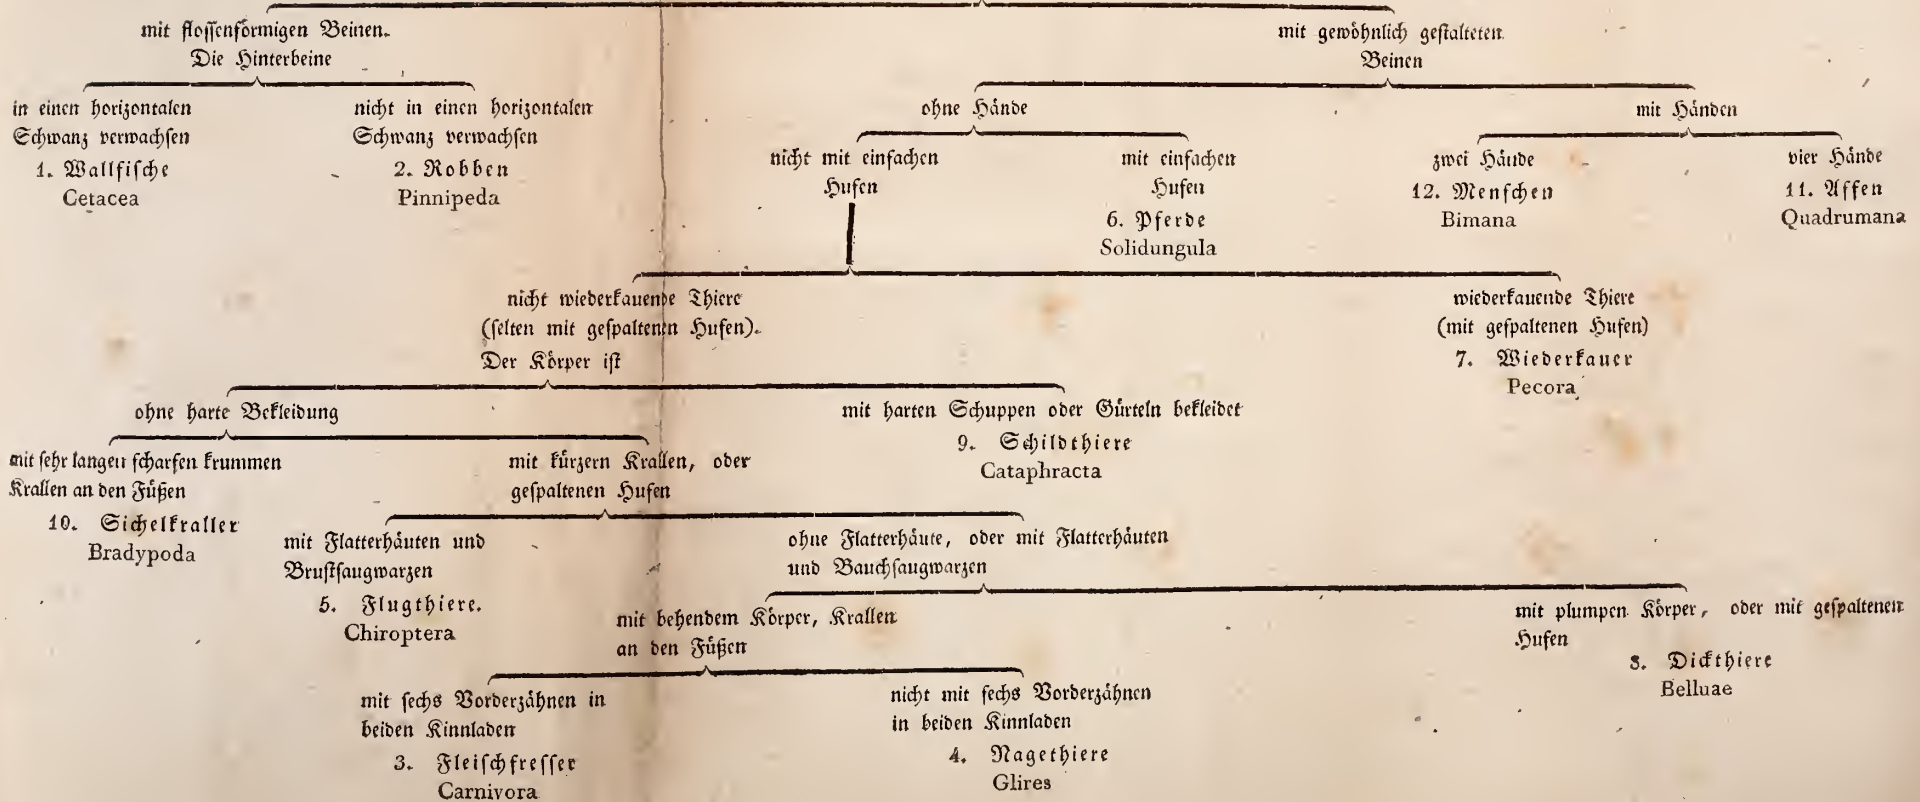 mit flossenförmigen Beinen.
Die Hinterbeine
mit gewöhnlich gestalteten
Beinen
in einen horizontalen
Schwanz verwachsen
1. Wallfische
Cetacea
nicht in einen horizontalen
Schwanz verwachsen
2. Robben
Pinnipeda
ohne Hände
mit Händen
nicht mit einfachen
Hufen
mit einfachen
Hufen
6. Pferde
Solidungula
zwei Hände
12. Menschen
Bimana
vier Hände
11. Affen
Quadrumana
nicht wiederkauende Thiere
(selten mit gespaltenen Hufen).
Der Körper ist
wiederkauende Thiere
(mit gespaltenen Hufen)
7. Wiederkauer
Pecora
ohne harte Bekleidung
mit harten Schuppen oder Gürteln bekleidet
9. Schildthiere
Cataphracta
mit sehr langen scharfen krummen
Krallen an den Füßen
10. Sichelkraller
Bradypoda
mit kürzern Krallen, oder
gespaltenen Hufen
mit Flatterhäuten und
Brustsaugwarzen
5. Flugthiere.
Chiroptera
ohne Flatterhäute, oder mit Flatterhäuten
und Bauchsaugwarzen
mit behendem Körper, Krallen
an den Füßen
mit plumpen Körper, oder mit gespaltenen
Hufen
8. Dickthiere
Belluae
mit sechs Vorderzähnen in
beiden Kinnladen
3. Fleischfresser
Carnivora
nicht mit sechs Vorderzähnen
in beiden Kinnladen
4. Nagethiere
Glires